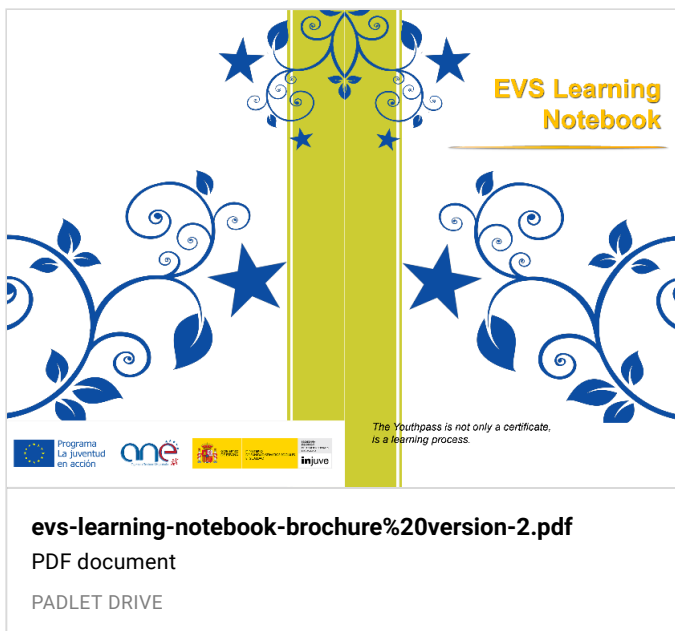 EVS Learning
Notebook
The Youthpass is not only a certificate,
is a learning process.
Programa
La juventud
en acción
ane
injuve
evs-learning-notebook-brochure%20version-2.pdf
PDF document
PADLET DRIVE